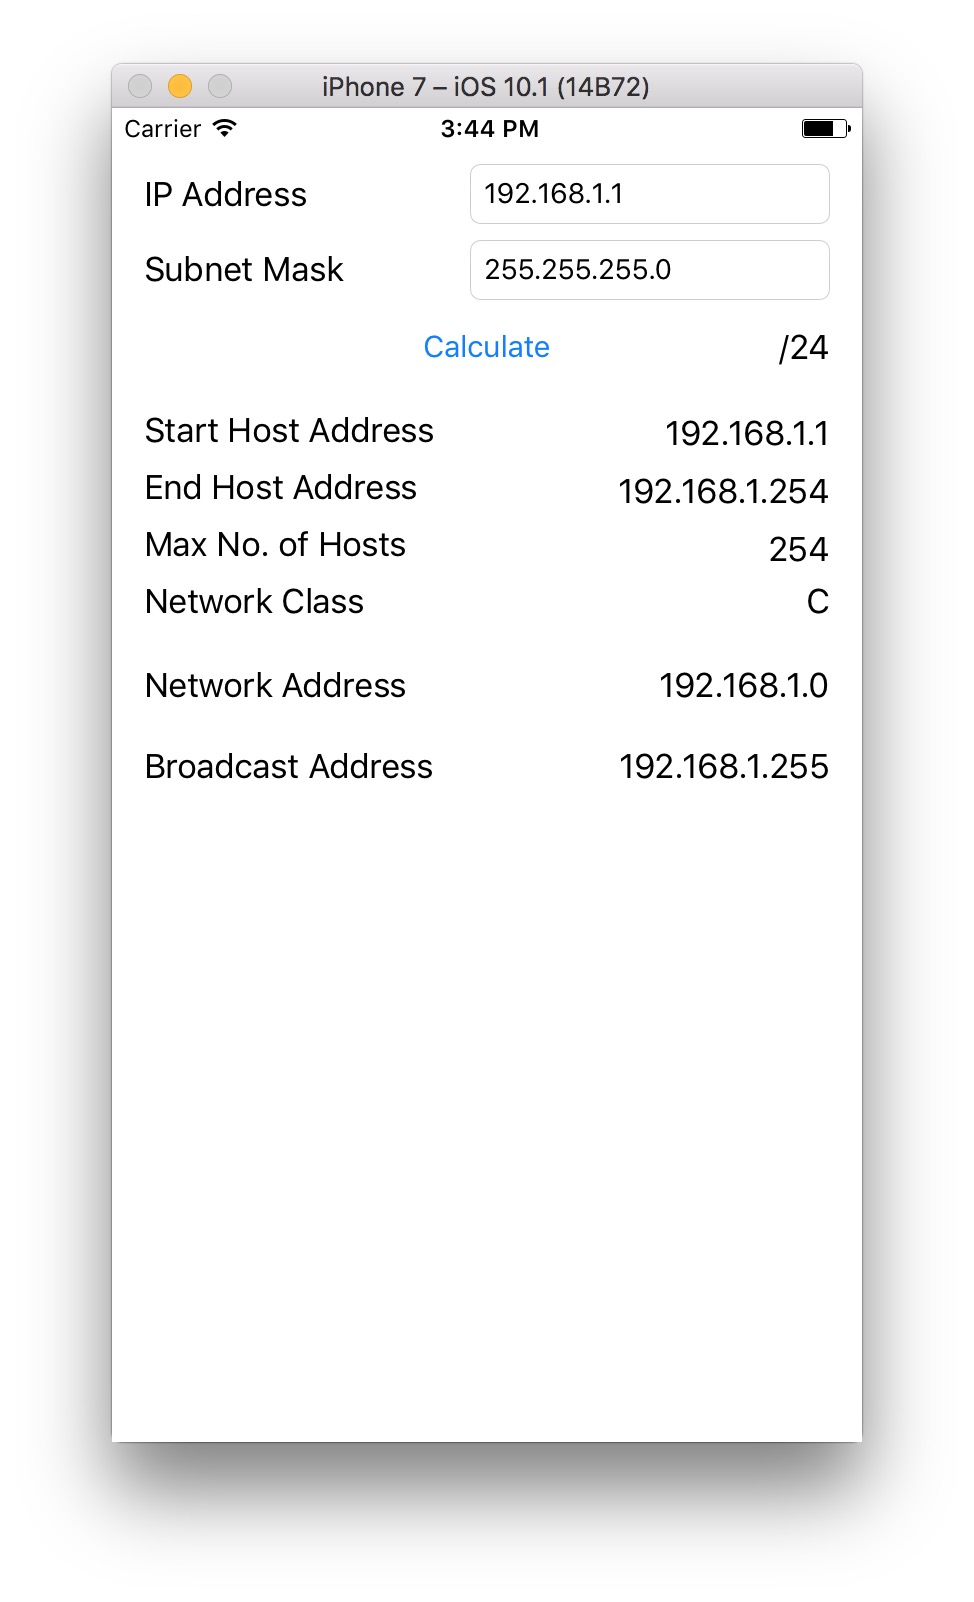 iPhone 7 – iOS 10.1 (14B72)
Carrier 3:44 PM
IP Address 192.168.1.1
Subnet Mask 255.255.255.0
Calculate /24
Start Host Address 192.168.1.1
End Host Address 192.168.1.254
Max No. of Hosts 254
Network Class C
Network Address 192.168.1.0
Broadcast Address 192.168.1.255